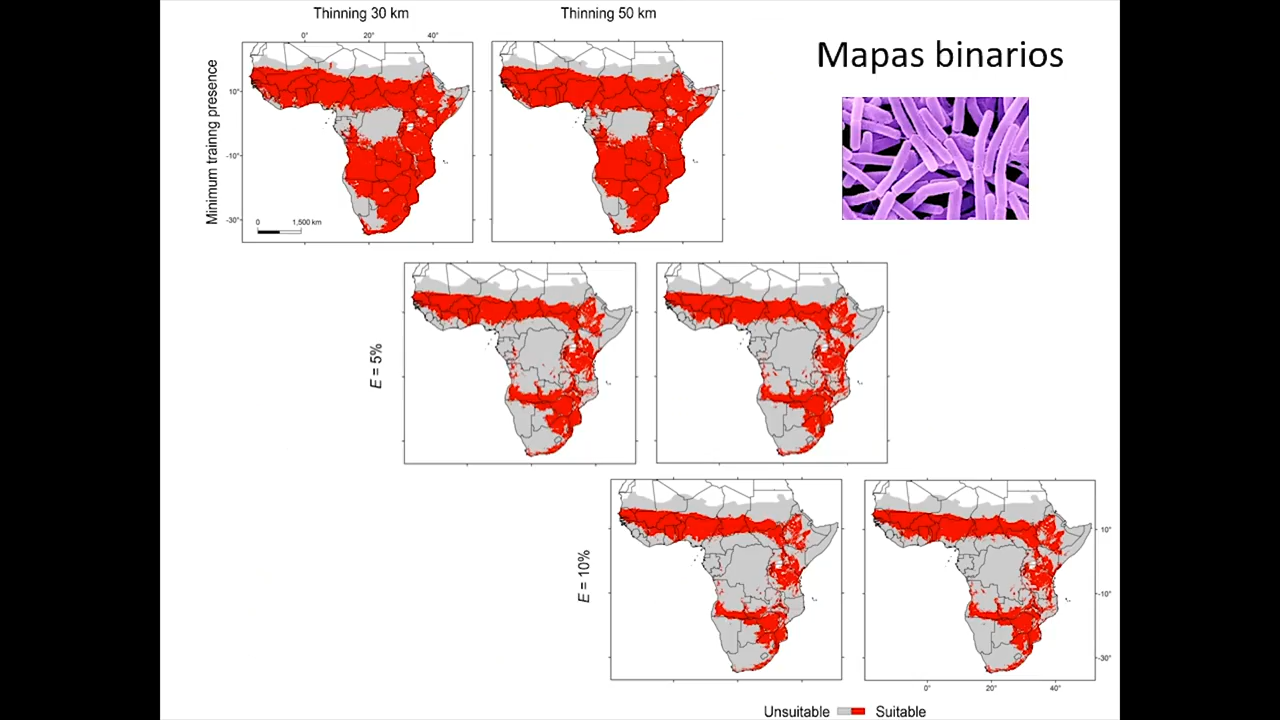 Thinning 30 km
Thinning 50 km
Mapas binarios
0° 20° 40°
Minimum trainng presence
10°
-10°
-30°
0 1,500 km
E = 5%
E = 10%
10°
-10°
-30°
0° 20° 40°
Unsuitable Suitable